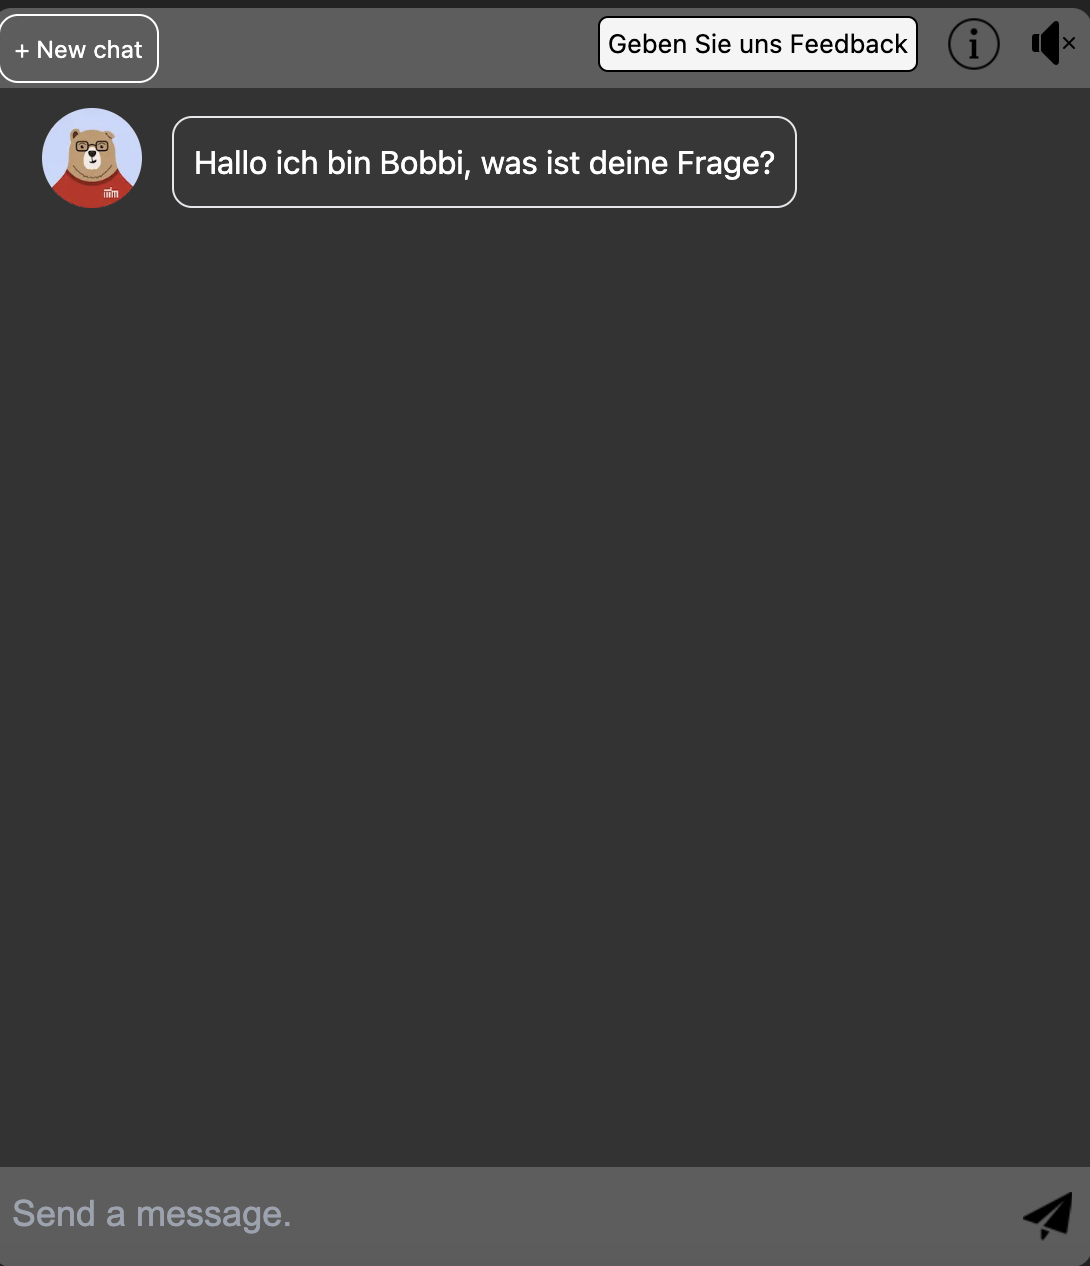 + New chat
Geben Sie uns Feedback
Hallo ich bin Bobbi, was ist deine Frage?
Send a message.